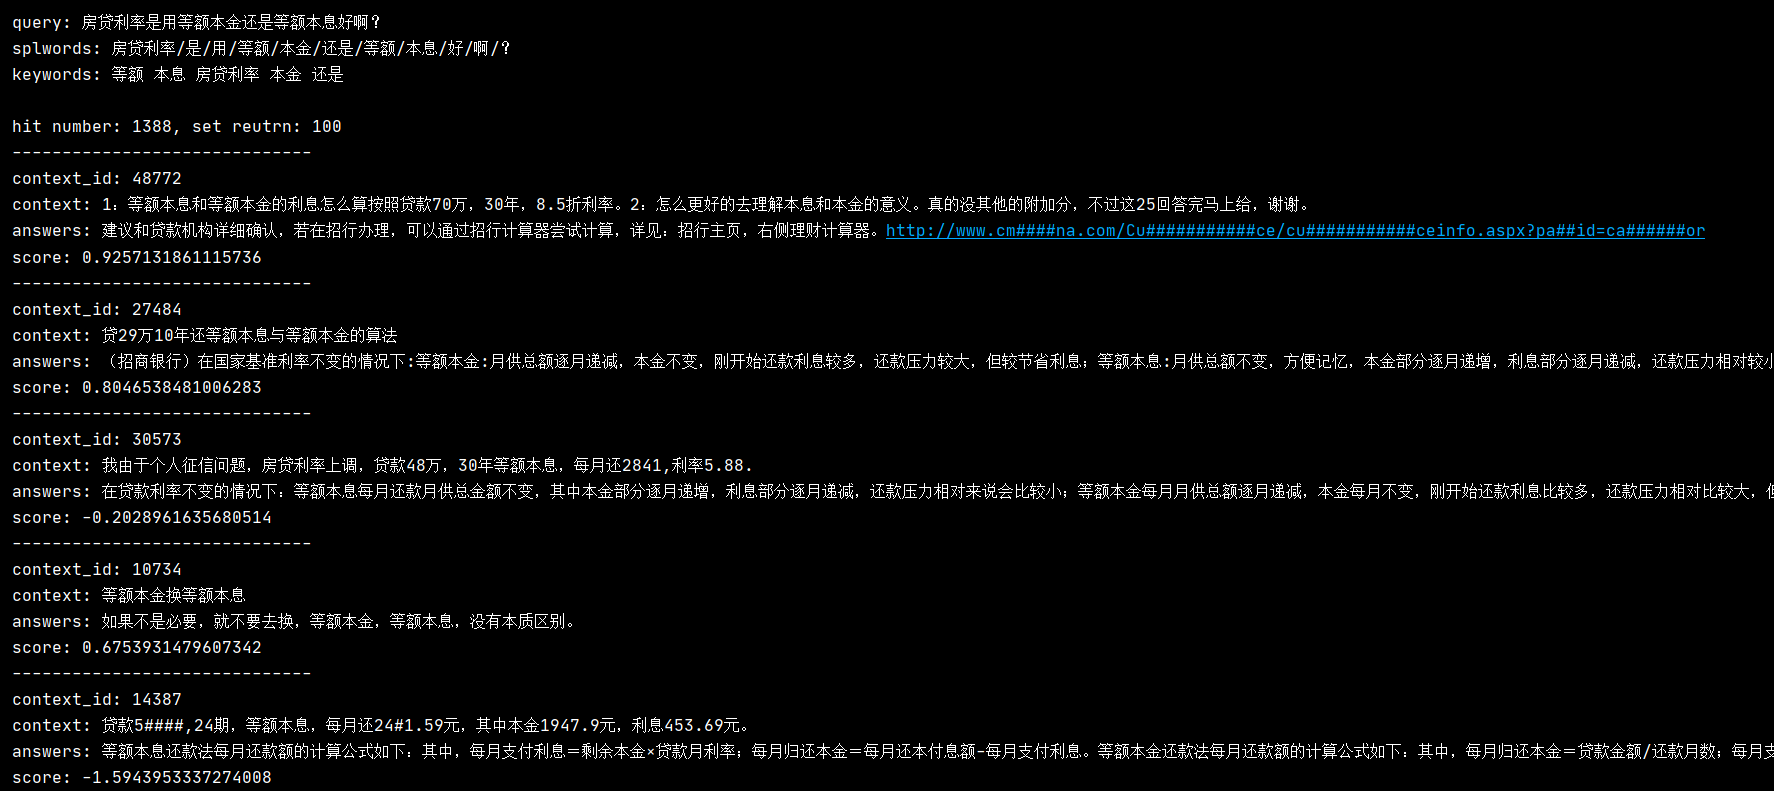 query: 房贷利率是用等额本金还是等额本息好啊?
splwords: 房贷利率/是/用/等额/本金/还是/等额/本息/好/啊/?
keywords: 等额 本息 房贷利率 本金 还是
hit number: 1388, set reutrn: 100
------------------------------
context_id: 48772
context: 1：等额本息和等额本金的利息怎么算按照贷款70万，30年，8.5折利率。2：怎么更好的去理解本息和本金的意义。真的没其他的附加分，不过这25回答完马上给，谢谢。
answers: 建议和贷款机构详细确认，若在招行办理，可以通过招行计算器尝试计算，详见：招行主页，右侧理财计算器。http://www.cm####na.com/Cu###########ce/cu###########ceinfo.aspx?pa##id=ca######or
score: 0.9257131861115736
------------------------------
context_id: 27484
context: 贷29万10年还等额本息与等额本金的算法
answers: （招商银行）在国家基准利率不变的情况下:等额本金:月供总额逐月递减，本金不变，刚开始还款利息较多，还款压力较大，但较节省利息；等额本息:月供总额不变，方便记忆，本金部分逐月递增，利息部分逐月递减，还款压力相对较小
score: 0.8046538481006283
------------------------------
context_id: 30573
context: 我由于个人征信问题，房贷利率上调，贷款48万，30年等额本息，每月还2841,利率5.88.
answers: 在贷款利率不变的情况下：等额本息每月还款月供总金额不变，其中本金部分逐月递增，利息部分逐月递减，还款压力相对来说会比较小；等额本金每月月供总额逐月递减，本金每月不变，刚开始还款利息比较多，还款压力相对比较大，但
score: -0.2028961635680514
------------------------------
context_id: 10734
context: 等额本金换等额本息
answers: 如果不是必要，就不要去换，等额本金，等额本息，没有本质区别。
score: 0.6753931479607342
------------------------------
context_id: 14387
context: 贷款5####,24期，等额本息，每月还24#1.59元，其中本金1947.9元，利息453.69元。
answers: 等额本息还款法每月还款额的计算公式如下：其中，每月支付利息＝剩余本金×贷款月利率；每月归还本金＝每月还本付息额-每月支付利息。等额本金还款法每月还款额的计算公式如下：其中，每月归还本金＝贷款金额/还款月数；每月支
score: -1.5943953337274008